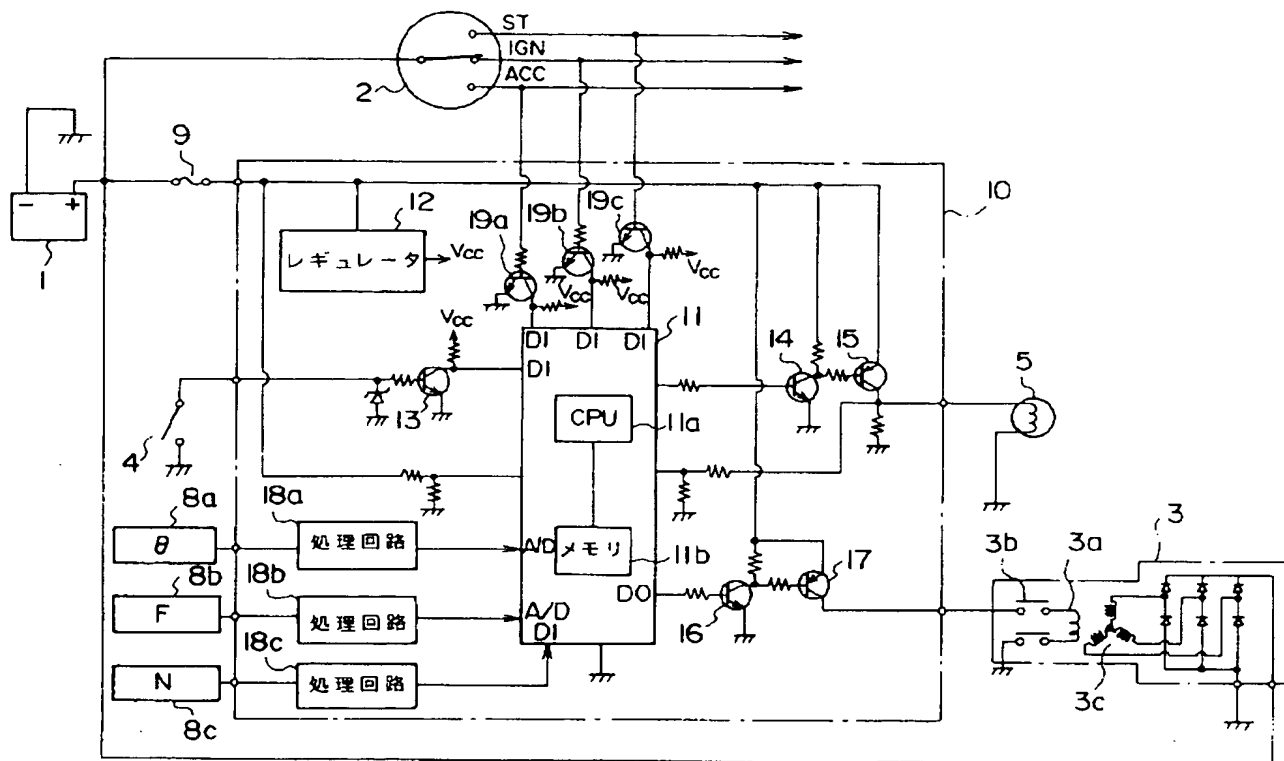 ST
IGN
ACC
2
9
10
- +
1
12
レギュレータ
Vcc
19a
19b
19c
Vcc
Vcc
Vcc
Vcc
11
DI DI DI
DI
13
14
15
5
4
CPU
11a
8a
θ
18a
処理回路
A/D
メモリ
11b
8b
F
18b
処理回路
A/D
DO
16
17
8c
N
18c
処理回路
DI
3
3b
3a
3c